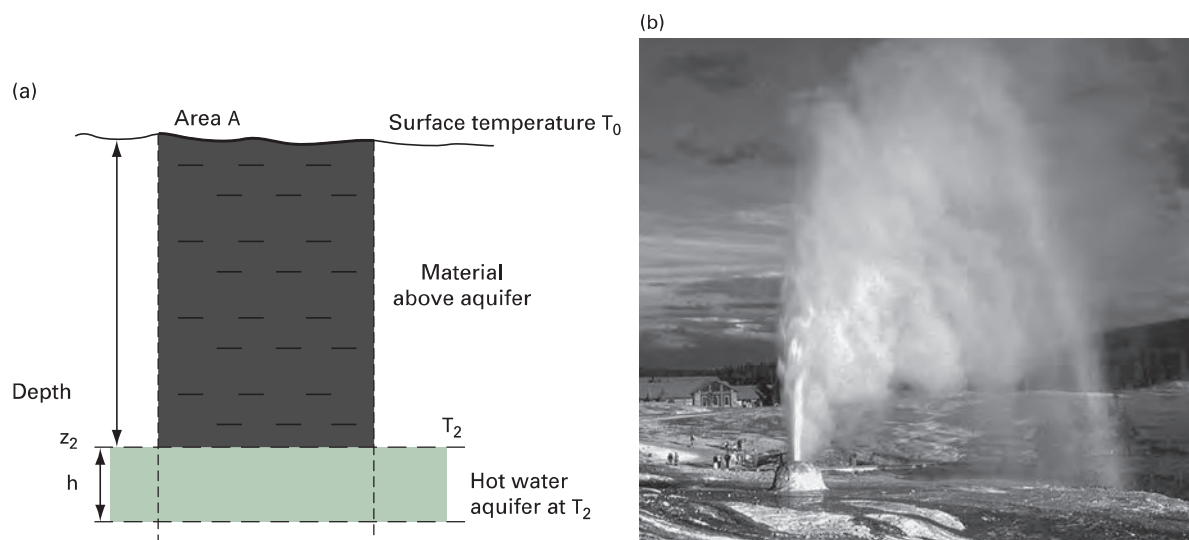 (a)
Area A
Surface temperature T₀
Material
above aquifer
Depth
z₂
T₂
h
Hot water
aquifer at T₂
(b)